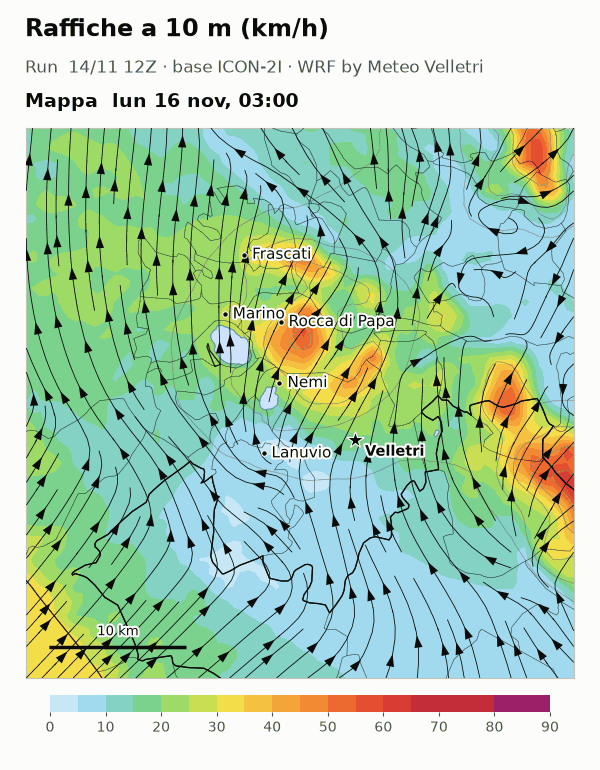 Raffiche a 10 m (km/h)
Run  14/11 12Z · base ICON-2I · WRF by Meteo Velletri
Mappa  lun 16 nov, 03:00
Frascati
Marino
Rocca di Papa
Nemi
Lanuvio
Velletri
10 km
0 10 20 30 40 50 60 70 80 90